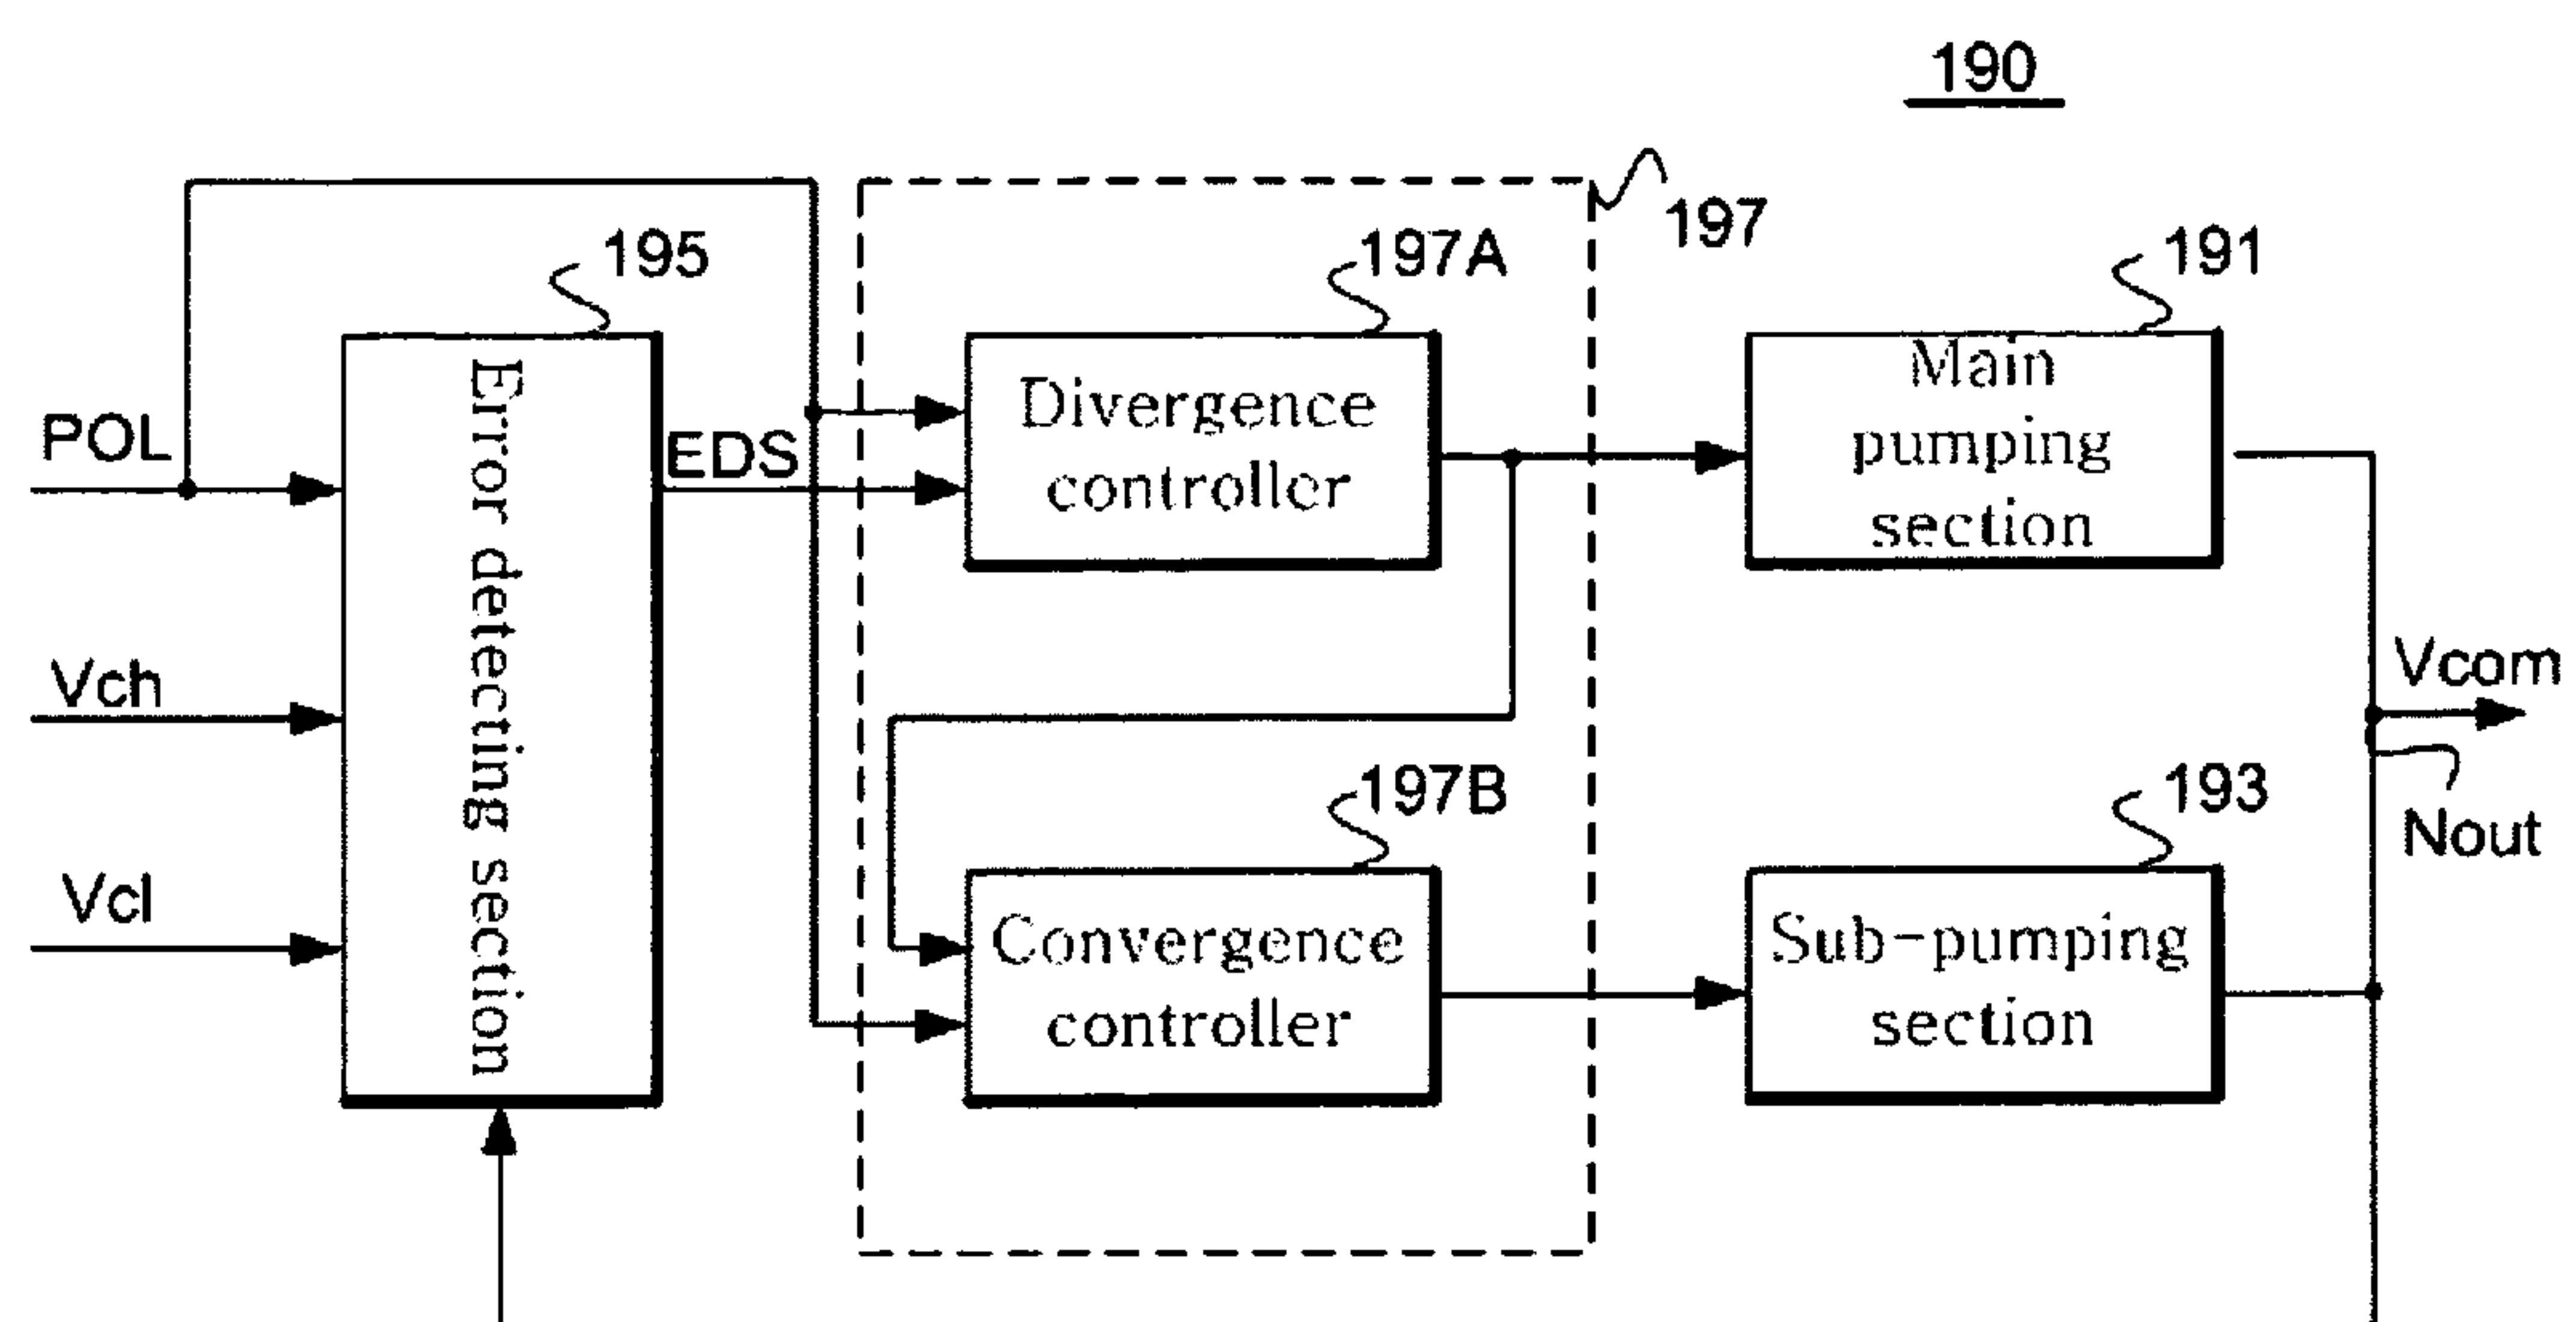 190
197
195
197A
191
POL
Error detecting section
EDS
Divergence
controller
Main
pumping
section
Vch
Vcom
Nout
Vcl
197B
193
Convergence
controller
Sub-pumping
section